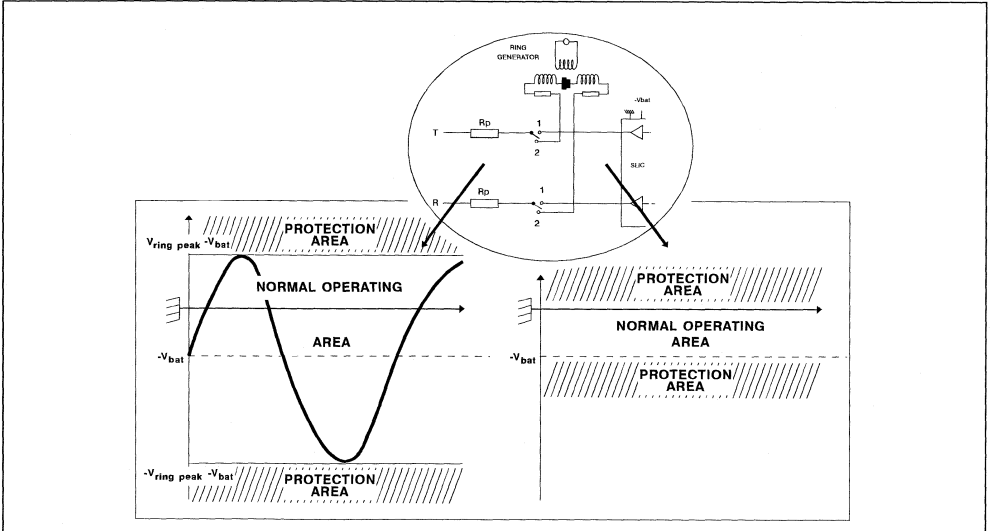 RING
GENERATOR
-Vbat
T
Rp
1
2
SLIC
R
Rp
1
2
Vring peak -Vbat
PROTECTION
AREA
NORMAL OPERATING
AREA
-Vbat
-Vring peak -Vbat
PROTECTION
AREA
PROTECTION
AREA
NORMAL OPERATING
AREA
-Vbat
PROTECTION
AREA